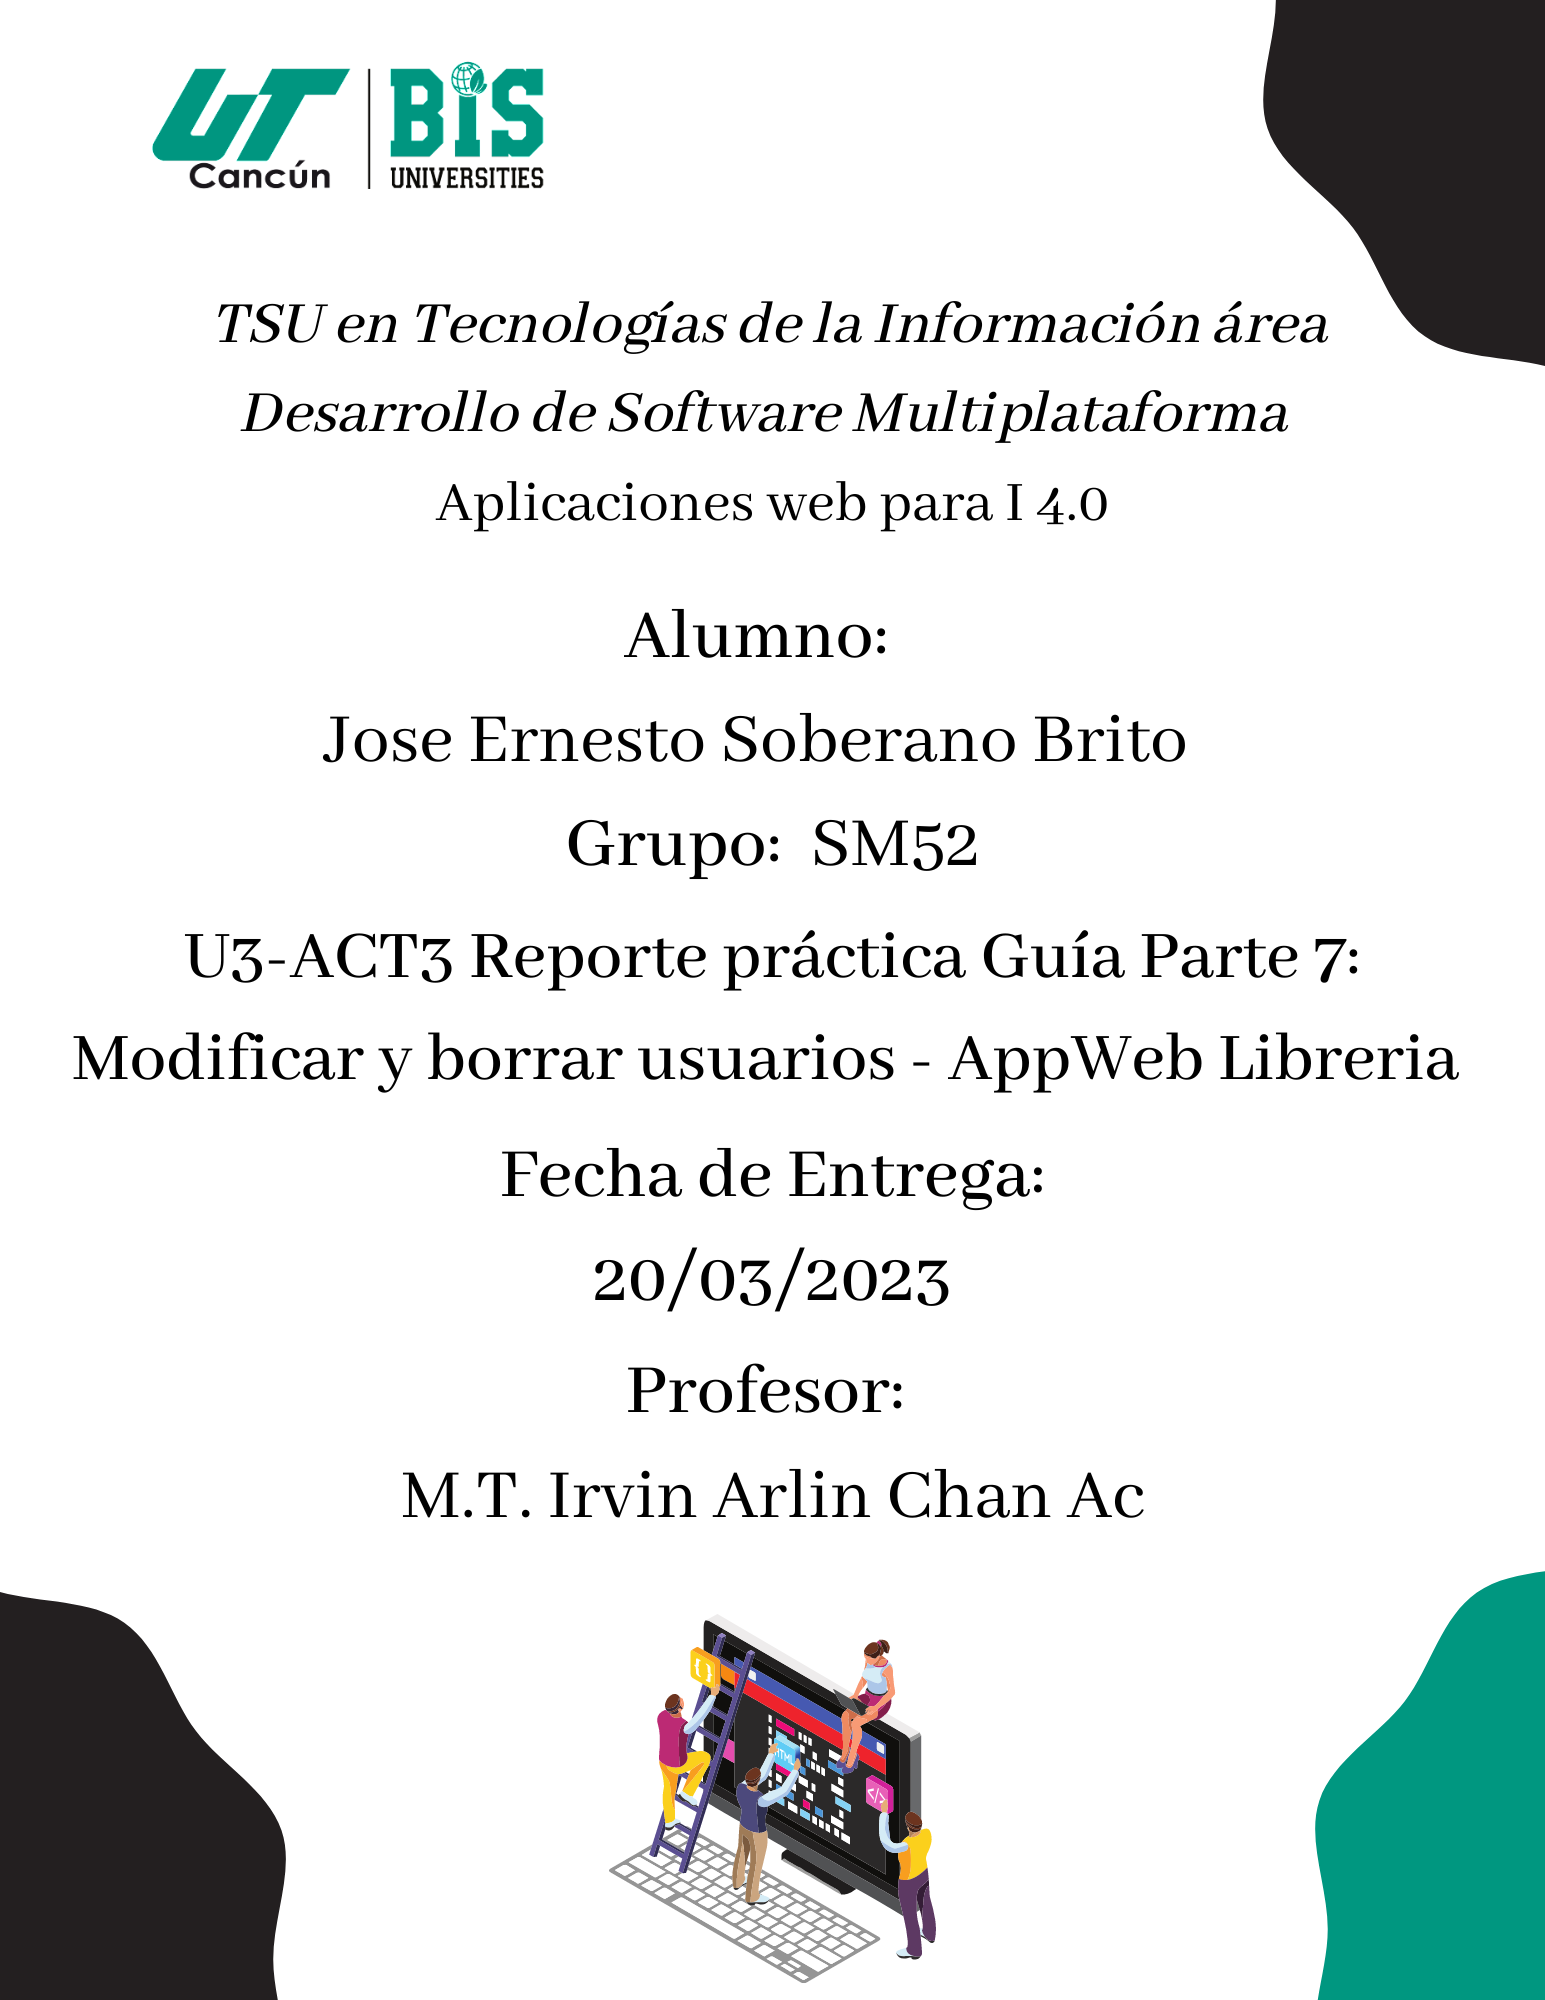 UT
Cancún
BIS
UNIVERSITIES
TSU en Tecnologías de la Información área
Desarrollo de Software Multiplataforma
Aplicaciones web para I 4.0
Alumno:
Jose Ernesto Soberano Brito
Grupo: SM52
U3-ACT3 Reporte práctica Guía Parte 7:
Modificar y borrar usuarios - AppWeb Libreria
Fecha de Entrega:
20/03/2023
Profesor:
M.T. Irvin Arlin Chan Ac
{ }
HTML
</>